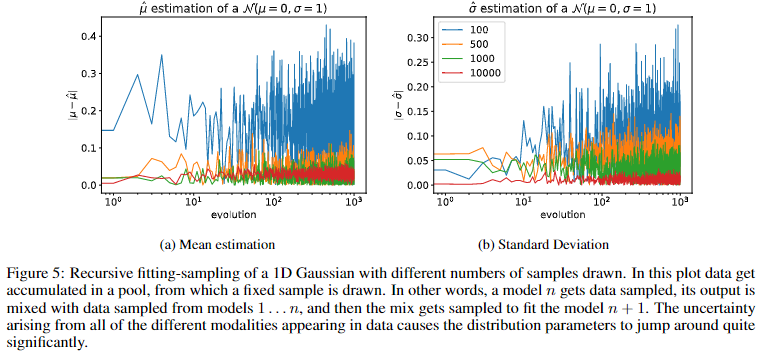 μ̂ estimation of a 𝒩(μ = 0, σ = 1)
0.4
0.3
0.2
0.1
0.0
|μ − μ̂|
10⁰ 10¹ 10² 10³
evolution
(a) Mean estimation
σ̂ estimation of a 𝒩(μ = 0, σ = 1)
100
500
1000
10000
0.30
0.25
0.20
0.15
0.10
0.05
0.00
|σ − σ̂|
10⁰ 10¹ 10² 10³
evolution
(b) Standard Deviation
Figure 5: Recursive fitting-sampling of a 1D Gaussian with different numbers of samples drawn. In this plot data get
accumulated in a pool, from which a fixed sample is drawn. In other words, a model n gets data sampled, its output is
mixed with data sampled from models 1 . . . n, and then the mix gets sampled to fit the model n + 1. The uncertainty
arising from all of the different modalities appearing in data causes the distribution parameters to jump around quite
significantly.